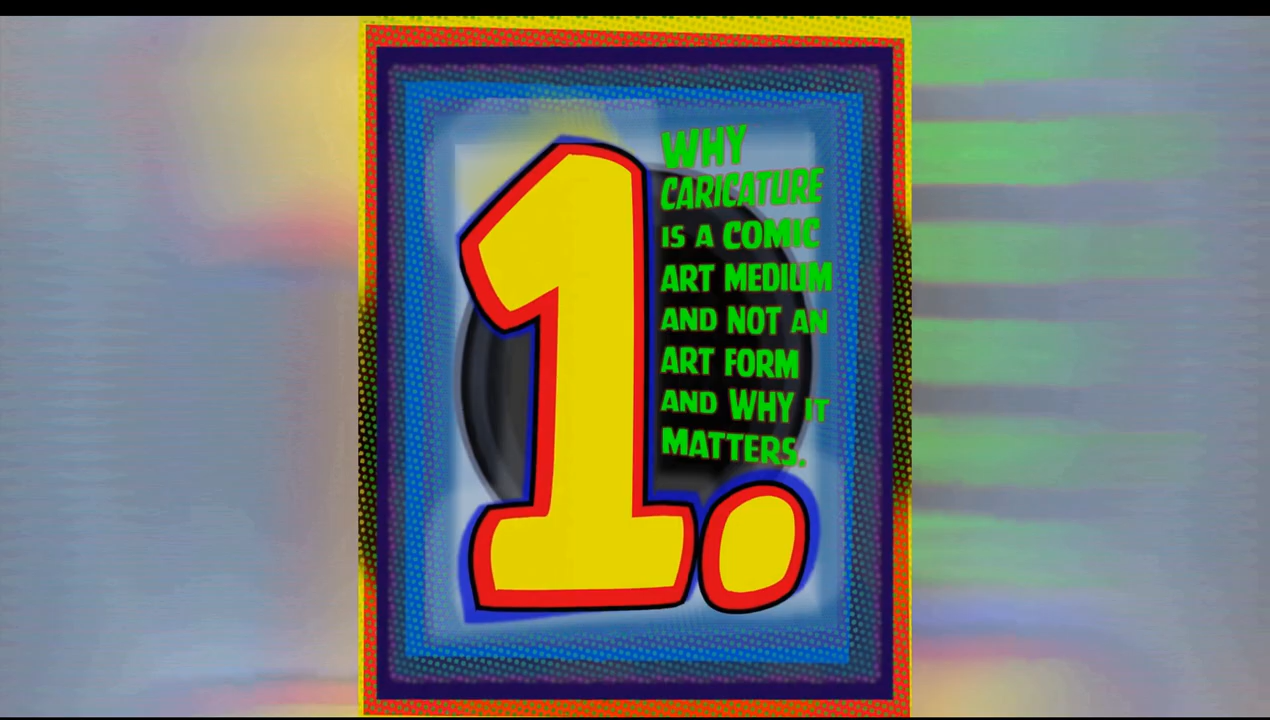 1.
WHY
CARICATURE
IS A COMIC
ART MEDIUM
AND NOT AN
ART FORM
AND WHY IT
MATTERS.